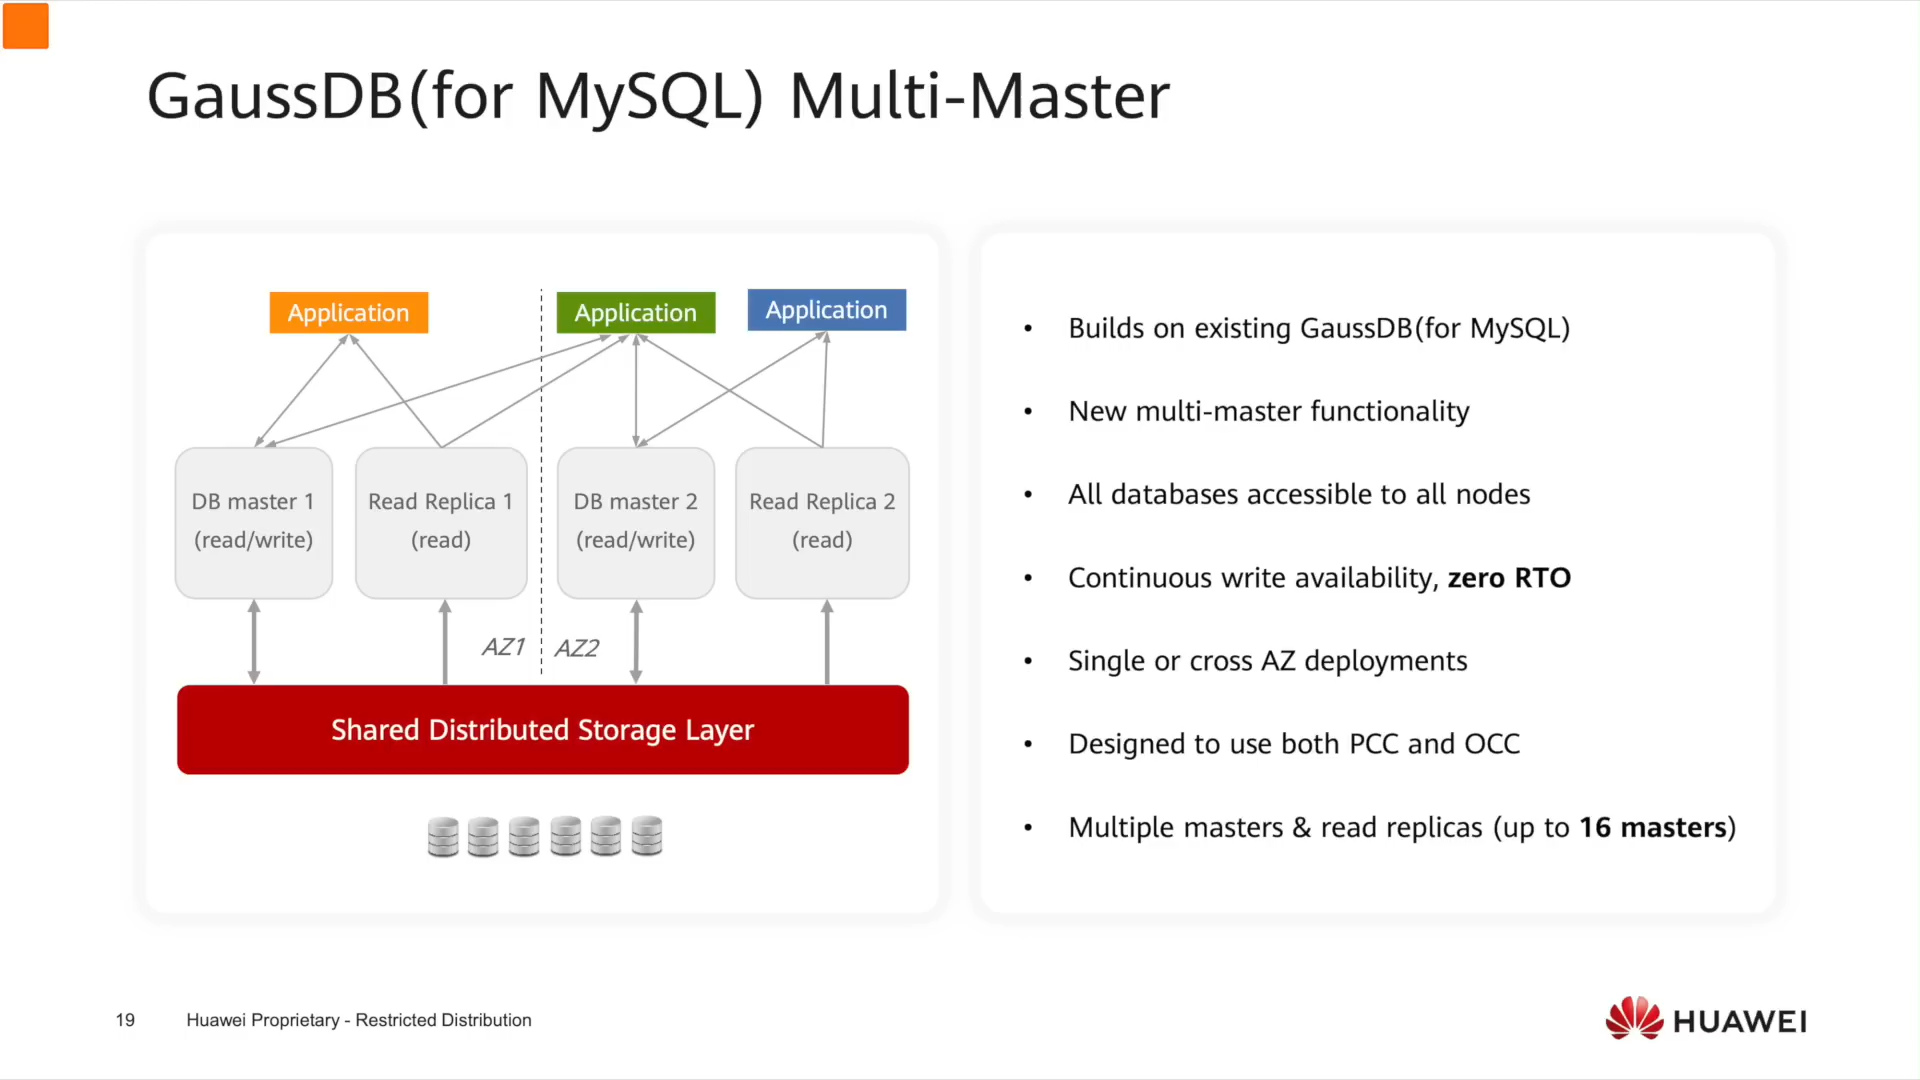 GaussDB(for MySQL) Multi-Master
Application
Application
Application
DB master 1
(read/write)
Read Replica 1
(read)
DB master 2
(read/write)
Read Replica 2
(read)
AZ1
AZ2
Shared Distributed Storage Layer
• Builds on existing GaussDB(for MySQL)
• New multi-master functionality
• All databases accessible to all nodes
• Continuous write availability, zero RTO
• Single or cross AZ deployments
• Designed to use both PCC and OCC
• Multiple masters & read replicas (up to 16 masters)
19
Huawei Proprietary - Restricted Distribution
HUAWEI